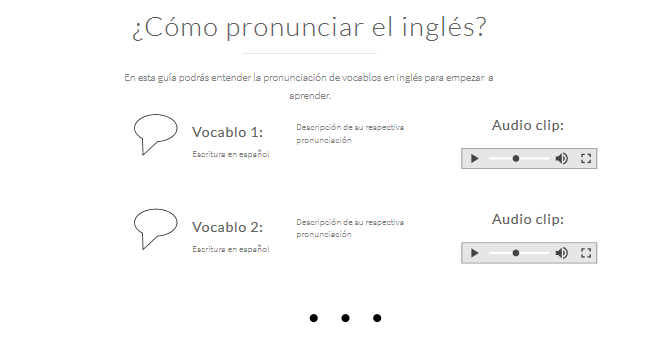 ¿Cómo pronunciar el inglés?
En esta guía podrás entender la pronunciación de vocablos en inglés para empezar a
aprender.
Vocablo 1:
Escritura en español
Descripción de su respectiva
pronunciación
Audio clip:
Vocablo 2:
Escritura en español
Descripción de su respectiva
pronunciación
Audio clip: